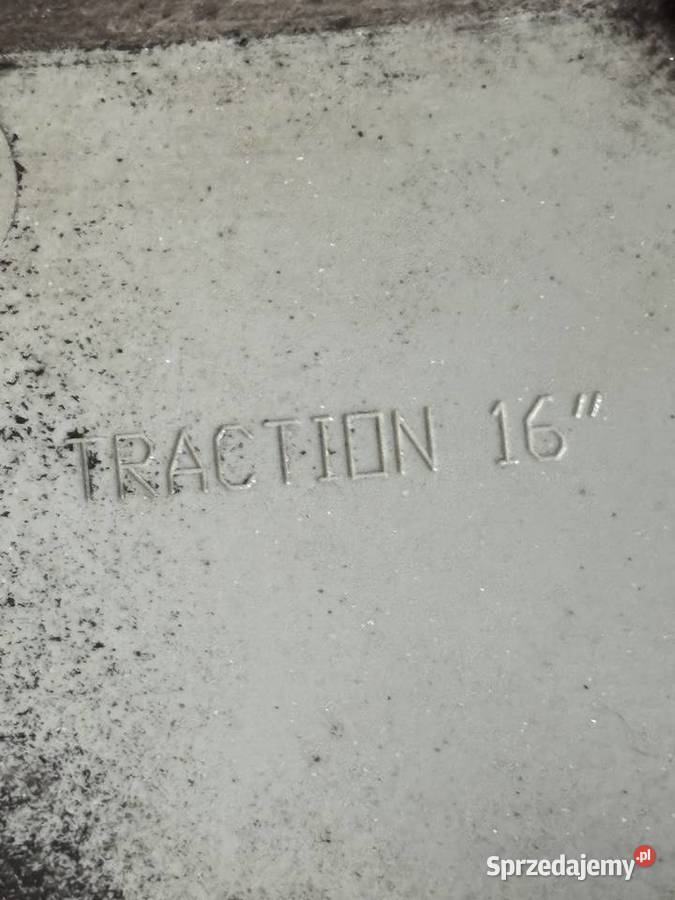 TRACTION 16"
Sprzedajemy.pl